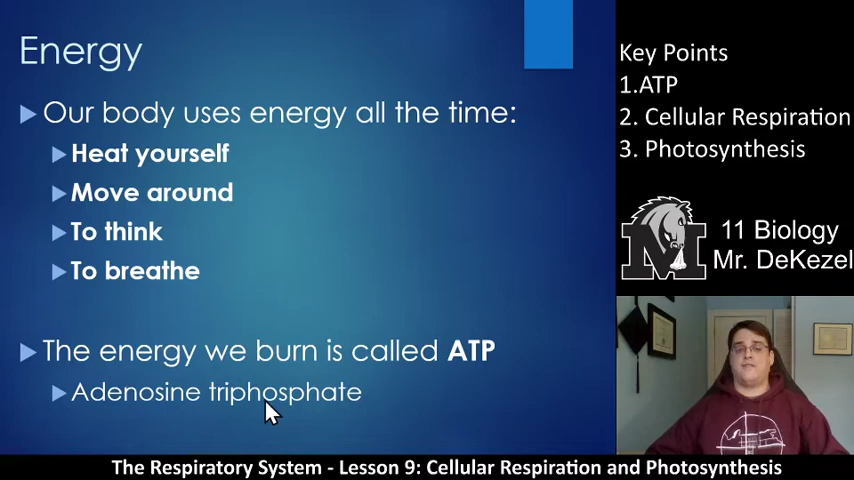 Energy
Our body uses energy all the time:
Heat yourself
Move around
To think
To breathe
The energy we burn is called ATP
Adenosine triphosphate
Key Points
1.ATP
2. Cellular Respiration
3. Photosynthesis
M
11 Biology
Mr. DeKezel
The Respiratory System - Lesson 9: Cellular Respiration and Photosynthesis